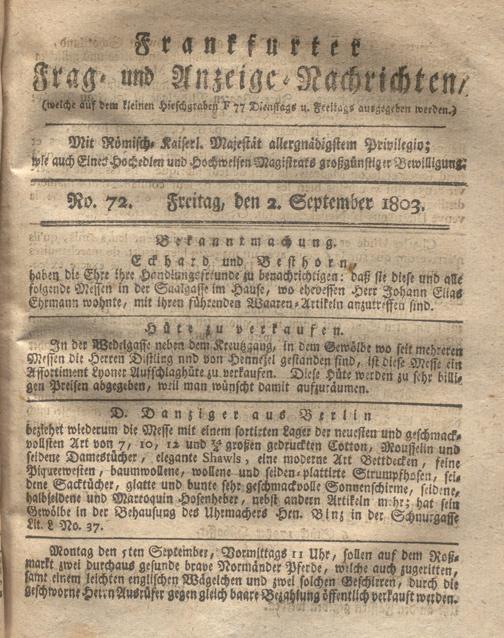 Frankfurter
Frag- und Anzeige-Nachrichten,
(welche auf dem kleinen Hirschgraben F 77 Dienstags u. Freitags ausgegeben werden.)
Mit Römisch-Kaiserl. Majestät allergnädigstem Privilegio;
wie auch Eines Hochedlen und Hochweisen Magistrats großgünstiger Bewilligung.
No. 72. Freitag, den 2. September 1803.
Bekanntmachung.
Eckhard und Besthorn,
haben die Ehre ihre Handlungsfreunde zu benachrichtigen: daß sie diese und alle
folgende Messen in der Saalgasse im Hause, wo ehevessen Herr Johann Elias
Ehrmann wohnte, mit ihren führenden Waaren-Artikeln anzutreffen sind.
Hüte zu verkaufen.
In der Wedelgasse neben dem Kreutzgang, in dem Gewölbe wo seit mehreren
Messen die Herren Distling und von Hennezel gestanden sind, ist diese Messe ein
Assortiment Lyoner Aufschlaghüte zu verkaufen. Diese Hüte werden zu sehr billi-
gen Preisen abgegeben, weil man wünscht damit aufzuräumen.
D. Danziger aus Berlin
beziehet wiederum die Messe mit einem sortirten Lager der neuesten und geschmack-
vollsten Art von 7, 10, 12 und großen gedruckten Cotton, Mousselin und
seidene Damestücher, elegante Shawls, eine moderne Art Bettdecken, feine
Piquewesten, baumwollene, wollene und seiden-plattirte Strumpfhosen, sei-
dene Sacktücher, glatte und bunte sehr geschmackvolle Sonnenschirme, seidene,
halbseidene und Marroquin Hosenheber, nebst andern Artikeln mehr; hat sein
Gewölbe in der Behausung des Uhrmachers Hen. Binz in der Schnurgasse
Lit. L No. 37.
Montag den 5ten September, Vormittags 11 Uhr, sollen auf dem Roß-
markt zwei durchaus gesunde brave Normänder Pferde, welche auch zugeritten,
samt einem leichten englischen Wägelchen und zwei solchen Geschirren, durch die
geschworne Herrn Ausrüfer gegen gleich baare Bezahlung öffentlich verkauft werden.